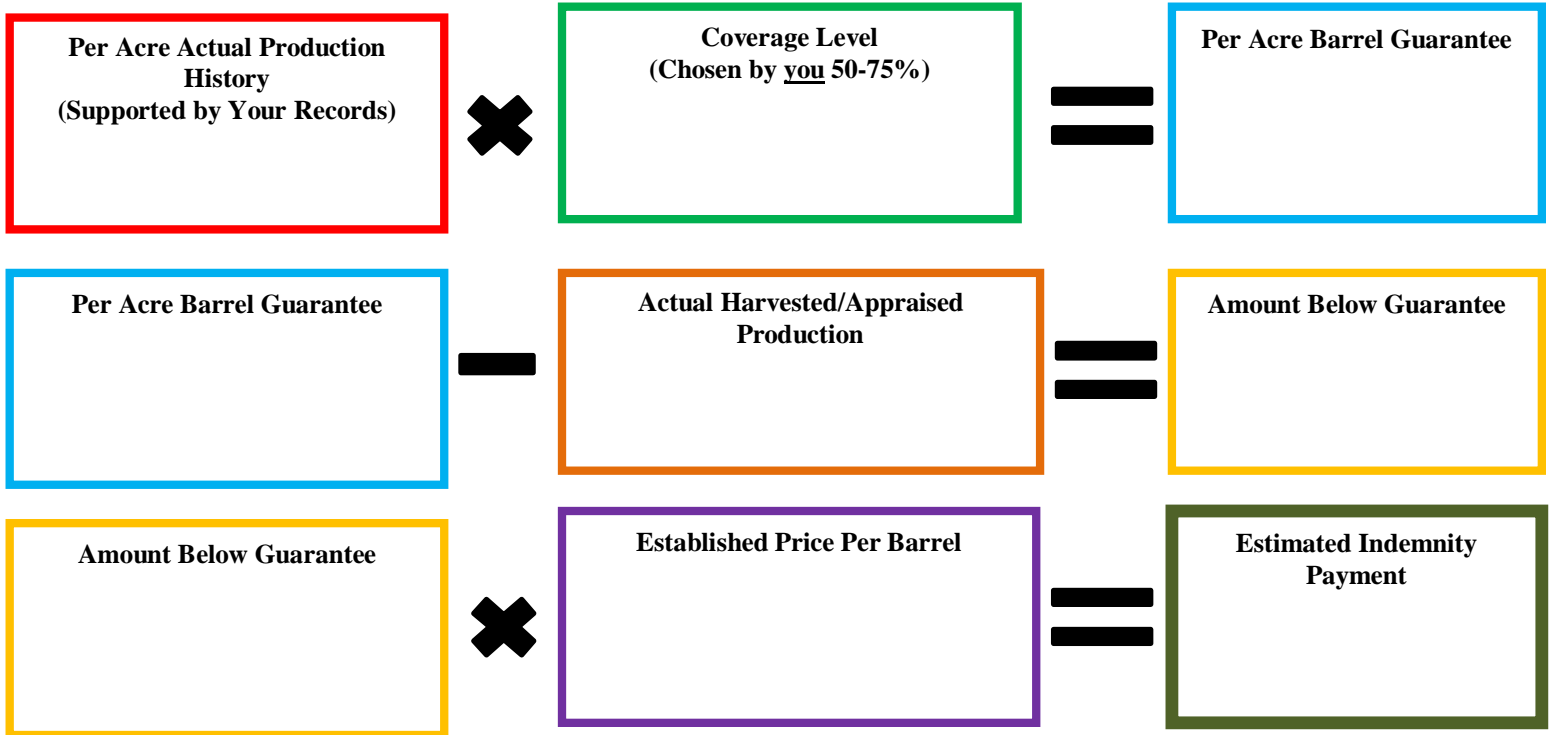 Per Acre Actual Production
History
(Supported by Your Records)
Coverage Level
(Chosen by you 50-75%)
Per Acre Barrel Guarantee
Per Acre Barrel Guarantee
Actual Harvested/Appraised
Production
Amount Below Guarantee
Amount Below Guarantee
Established Price Per Barrel
Estimated Indemnity
Payment